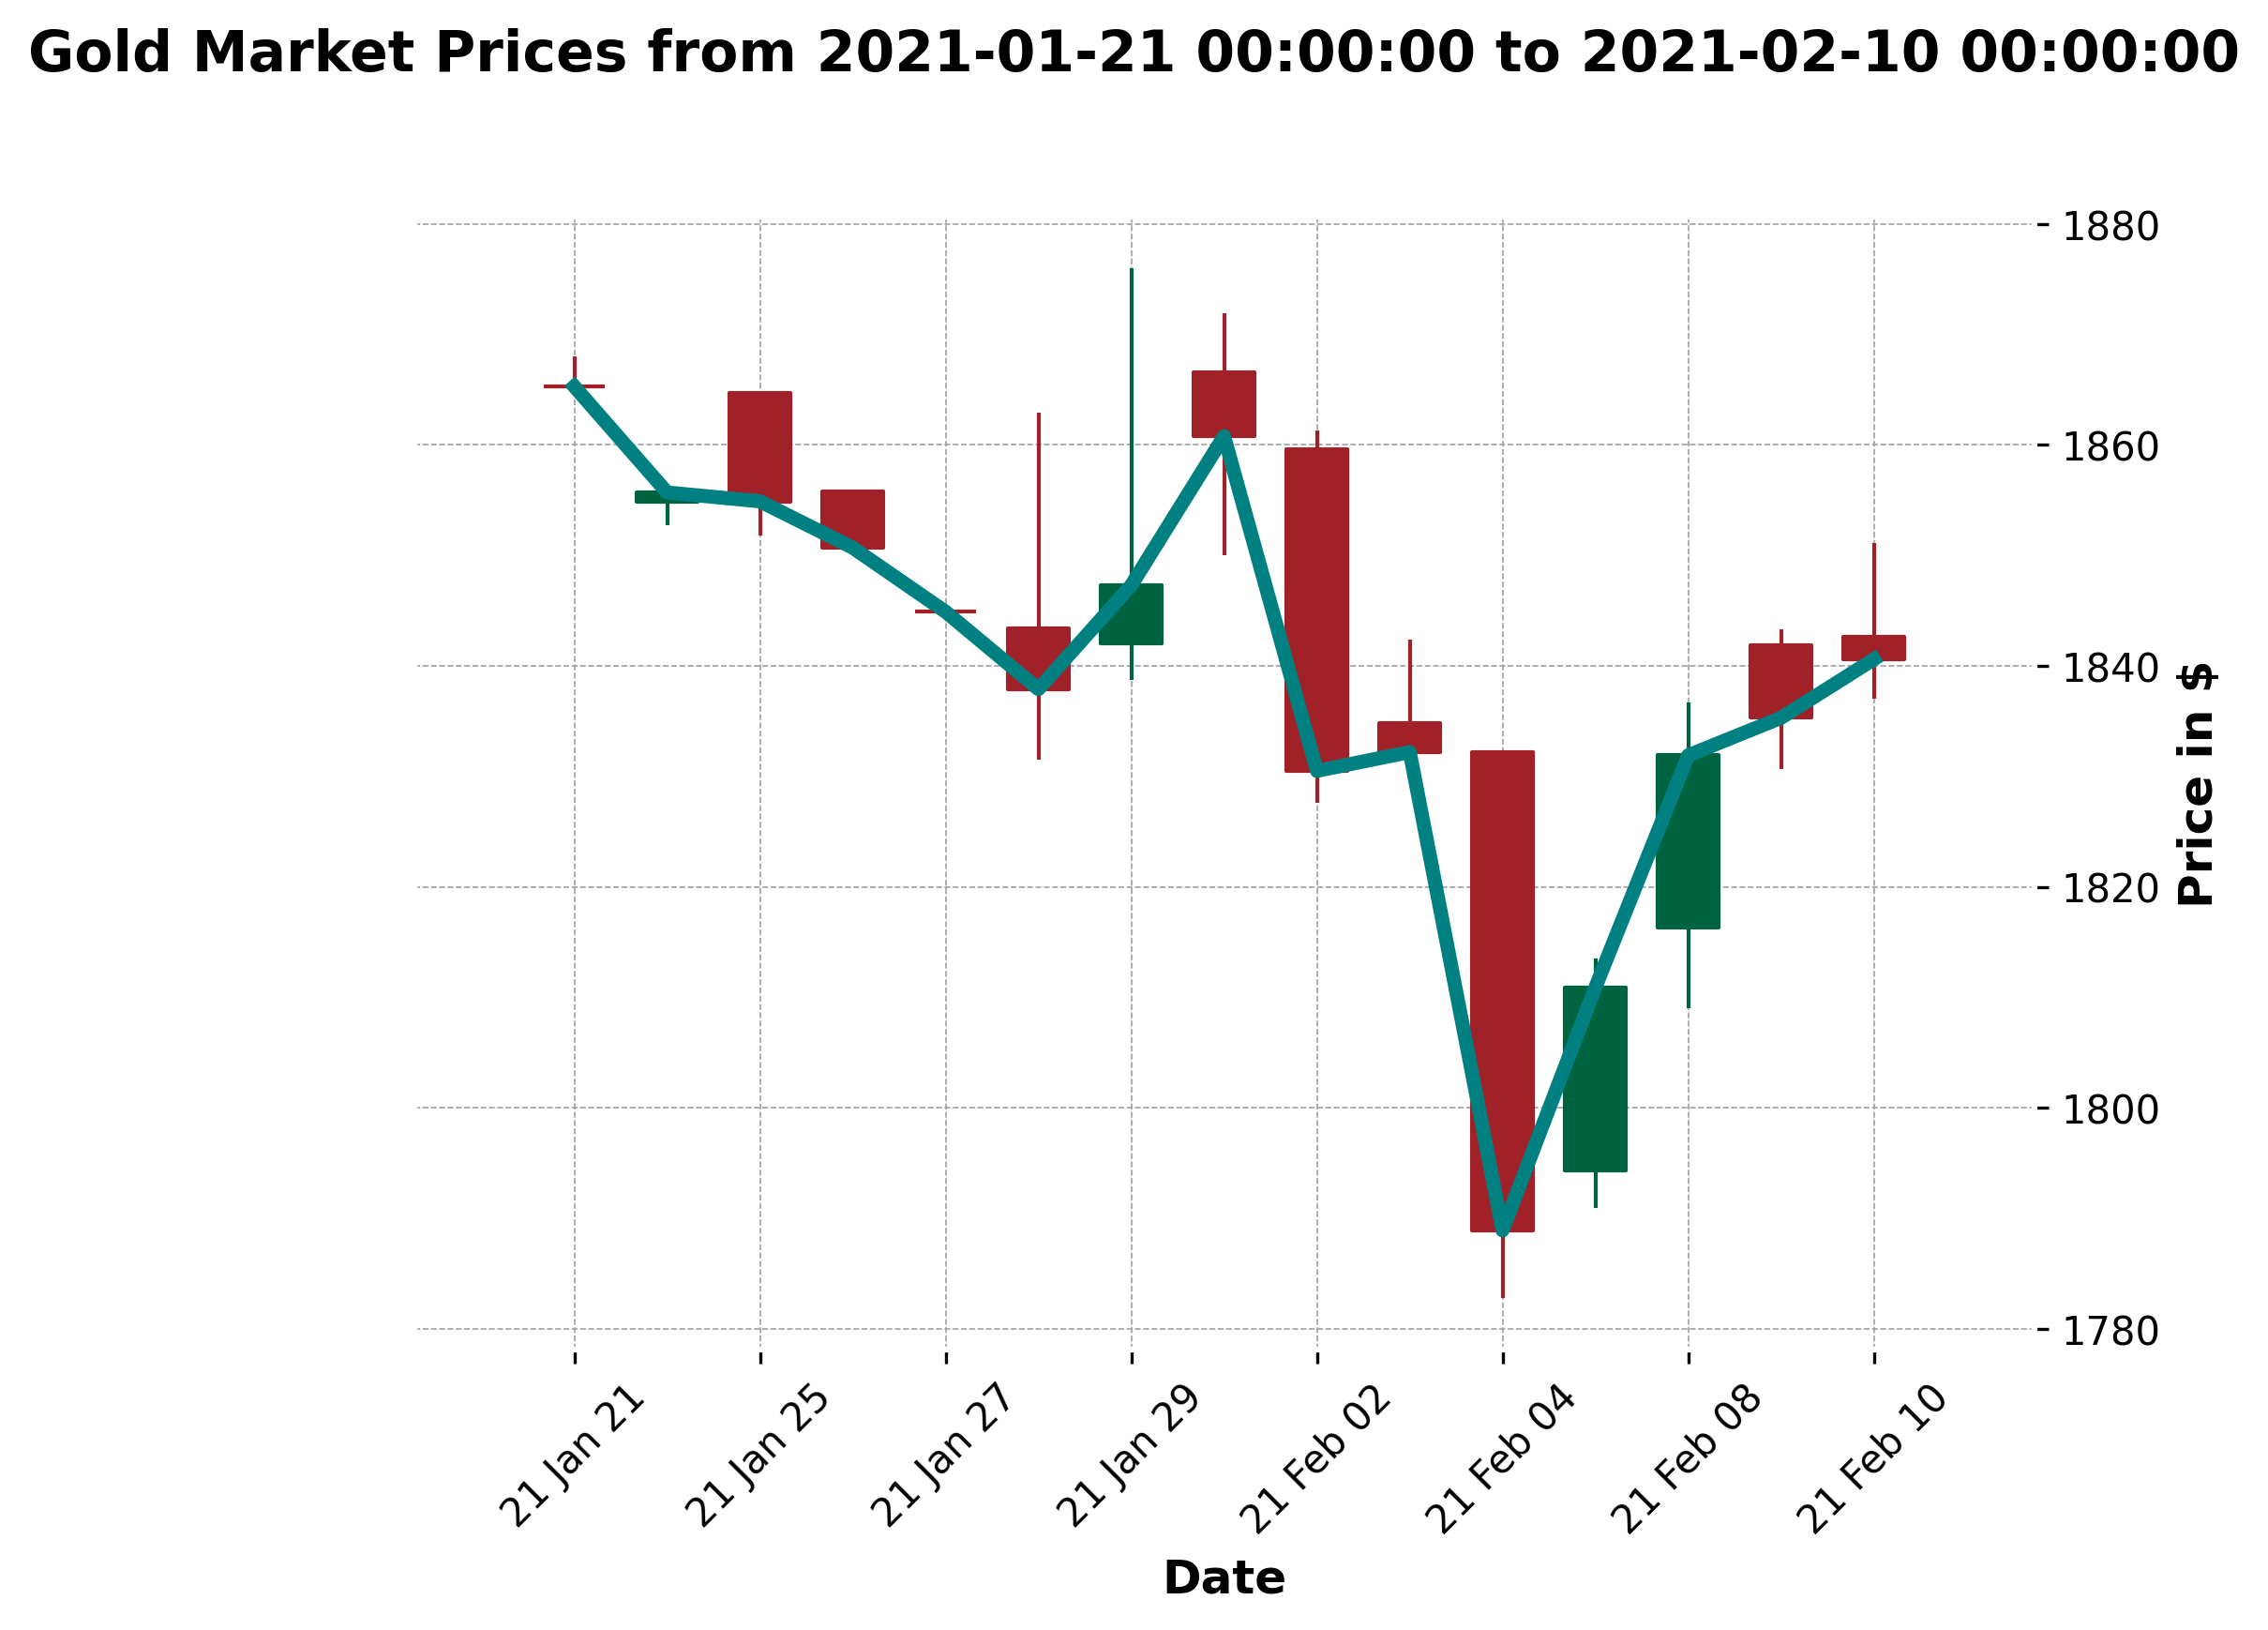 Gold Market Prices from 2021-01-21 00:00:00 to 2021-02-10 00:00:00
1880
1860
1840
1820
1800
1780
Price in $
21 Jan 21
21 Jan 25
21 Jan 27
21 Jan 29
21 Feb 02
21 Feb 04
21 Feb 08
21 Feb 10
Date